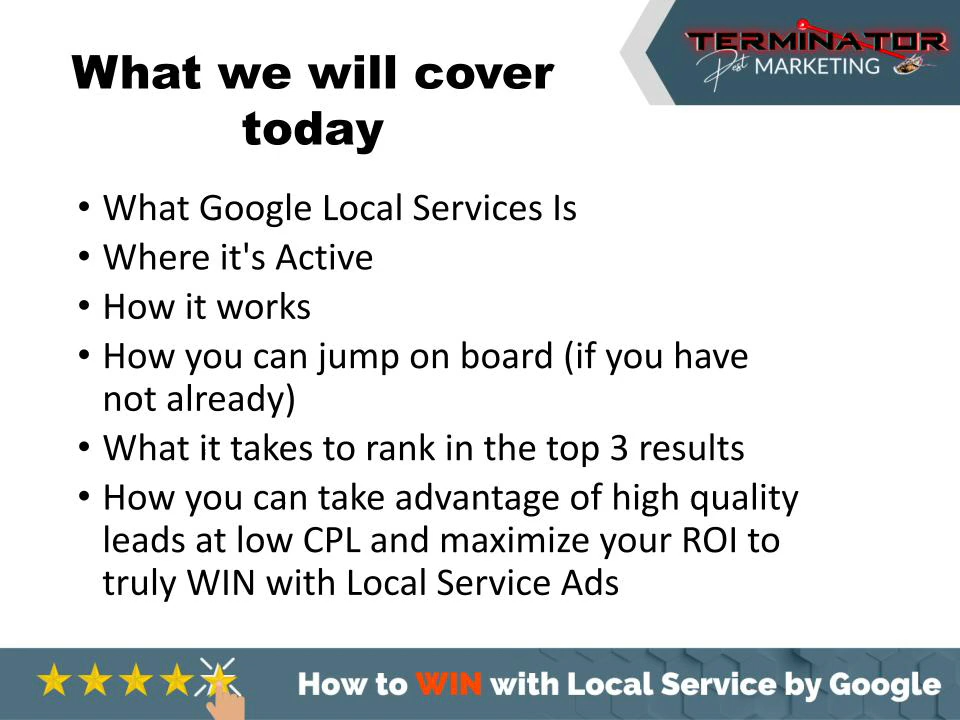 What we will cover
today
TERMINATOR
Pest MARKETING
• What Google Local Services Is
• Where it's Active
• How it works
• How you can jump on board (if you have
not already)
• What it takes to rank in the top 3 results
• How you can take advantage of high quality
leads at low CPL and maximize your ROI to
truly WIN with Local Service Ads
How to WIN with Local Service by Google